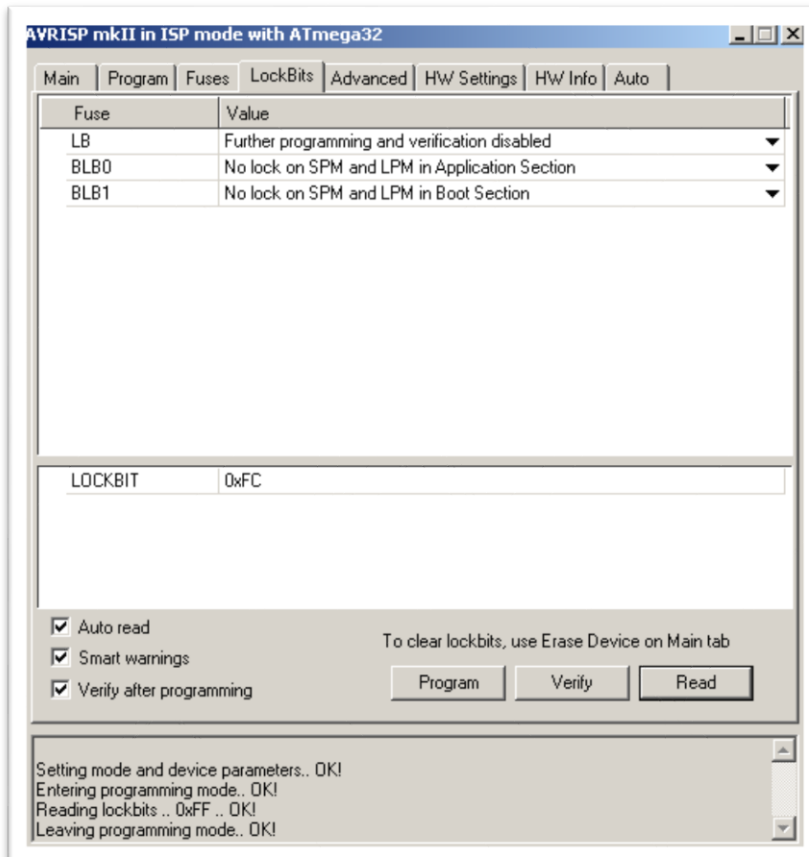 AVRISP mkII in ISP mode with ATmega32
Main Program Fuses LockBits Advanced HW Settings HW Info Auto
Fuse Value
LB Further programming and verification disabled
BLB0 No lock on SPM and LPM in Application Section
BLB1 No lock on SPM and LPM in Boot Section
LOCKBIT 0xFC
Auto read
To clear lockbits, use Erase Device on Main tab
Smart warnings
Verify after programming
Program Verify Read
Setting mode and device parameters.. OK!
Entering programming mode.. OK!
Reading lockbits .. 0xFF .. OK!
Leaving programming mode.. OK!